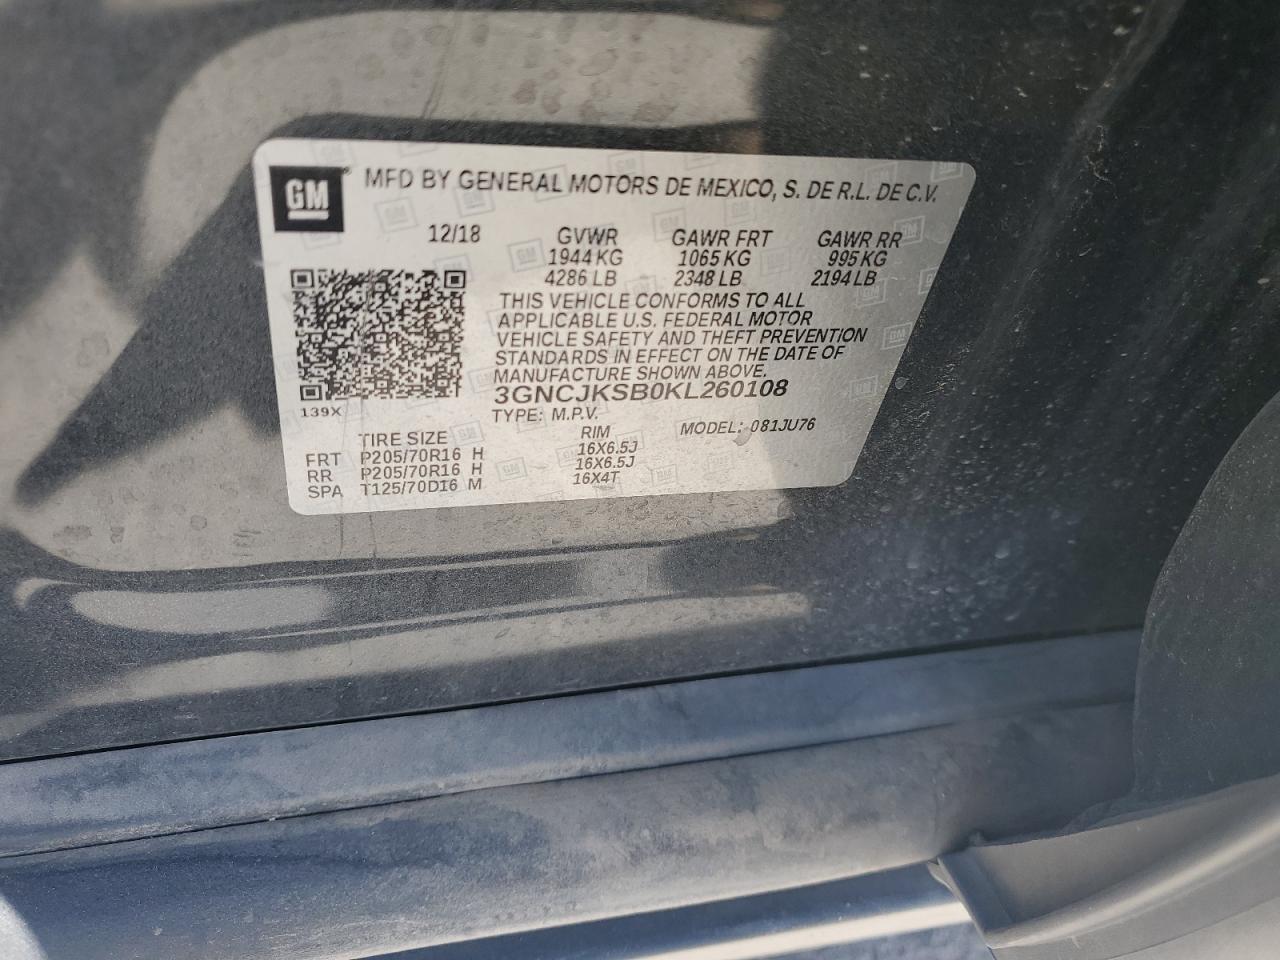 GM
MFD BY GENERAL MOTORS DE MEXICO, S. DE R.L. DE C.V.
12/18 GVWR GAWR FRT GAWR RR
1944 KG 1065 KG 995 KG
4286 LB 2348 LB 2194 LB
THIS VEHICLE CONFORMS TO ALL
APPLICABLE U.S. FEDERAL MOTOR
VEHICLE SAFETY AND THEFT PREVENTION
STANDARDS IN EFFECT ON THE DATE OF
MANUFACTURE SHOWN ABOVE.
3GNCJKSB0KL260108
139X
TYPE: M.P.V.
MODEL: 081JU76
TIRE SIZE RIM
FRT P205/70R16 H 16X6.5J
RR P205/70R16 H 16X6.5J
SPA T125/70D16 M 16X4T